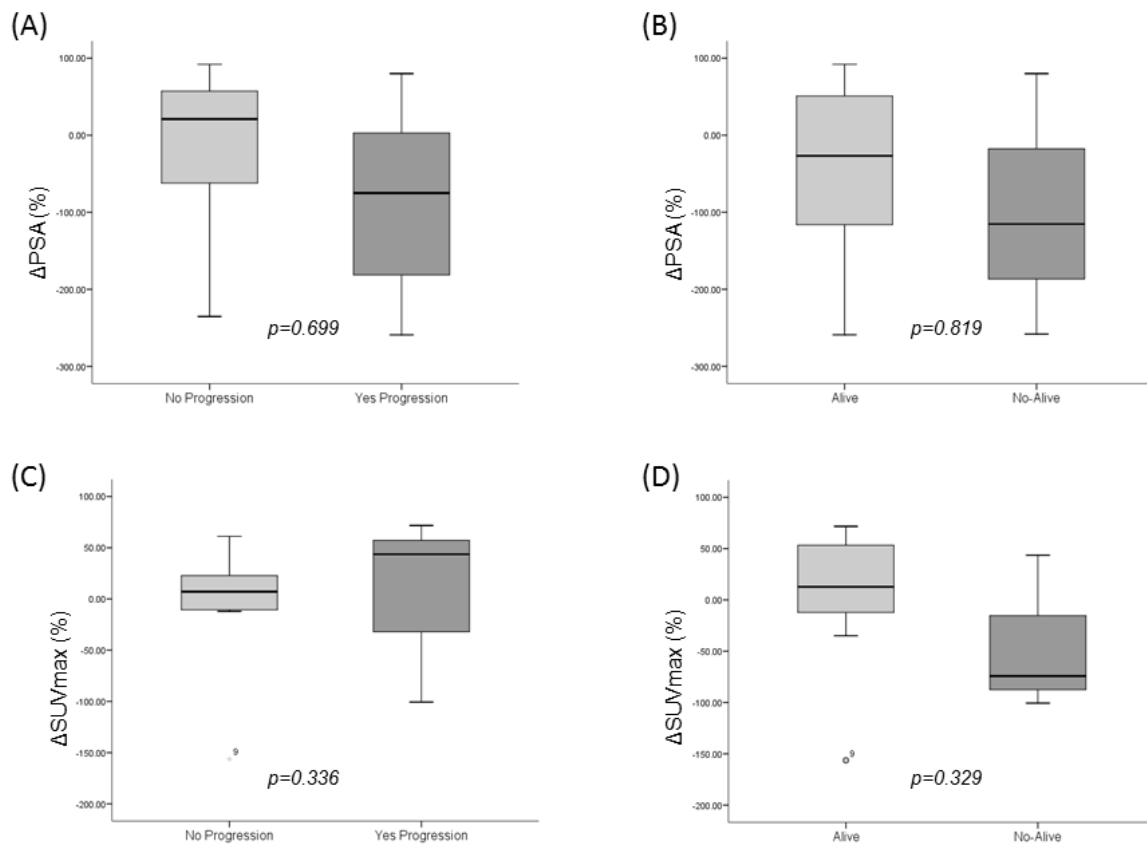 (A)
100.00
0.00
-100.00
-200.00
-300.00
ΔPSA (%)
p=0.699
No Progression Yes Progression
(B)
100.00
0.00
-100.00
-200.00
-300.00
ΔPSA (%)
p=0.819
Alive No-Alive
(C)
100.00
50.00
0.00
-50.00
-100.00
-150.00
-200.00
ΔSUVmax (%)
9
p=0.336
No Progression Yes Progression
(D)
100.00
50.00
0.00
-50.00
-100.00
-150.00
-200.00
ΔSUVmax (%)
9
p=0.329
Alive No-Alive